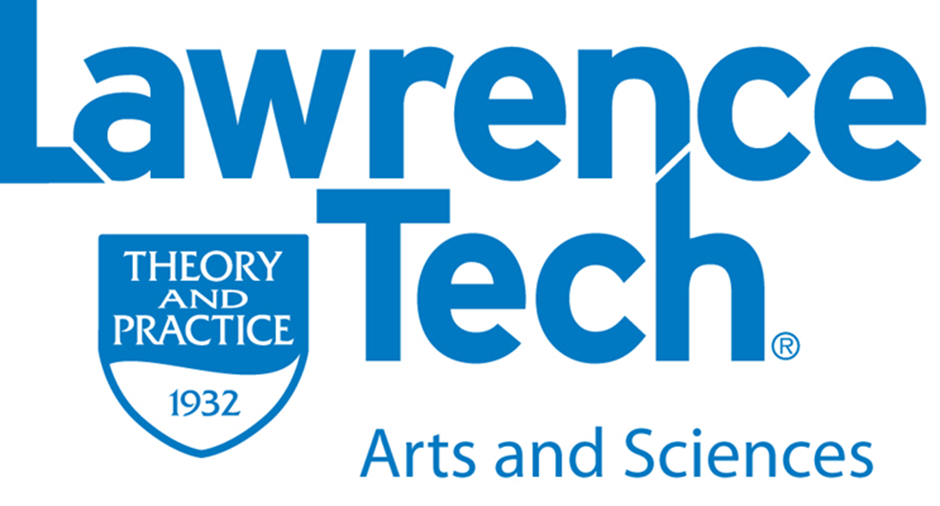 Lawrence
Tech®
THEORY
AND
PRACTICE
1932
Arts and Sciences